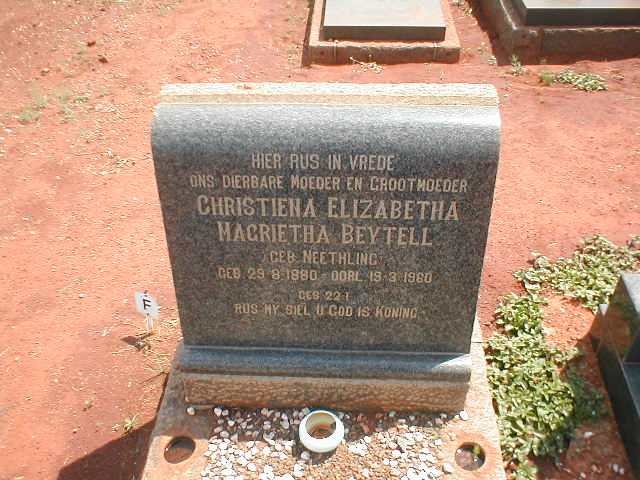 HIER RUS IN VREDE
ONS DIERBARE MOEDER EN GROOTMOEDER
CHRISTIENA ELIZABETHA
MAGRIETHA BEYTELL
(GEB. NEETHLING)
GEB. 29-8-1880 - OORL. 19-3-1960
GES. 22:1
RUS MY SIEL U GOD IS KONING
F